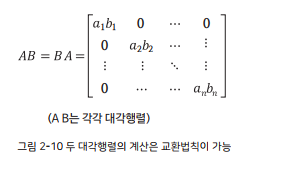 a₁b₁ 0 ⋯ 0
0 a₂b₂ ⋯ ⋮
AB = BA =
⋮ ⋮ ⋱ ⋮
0 ⋯ ⋯ aₙbₙ
(A B는 각각 대각행렬)
그림 2-10 두 대각행렬의 계산은 교환법칙이 가능